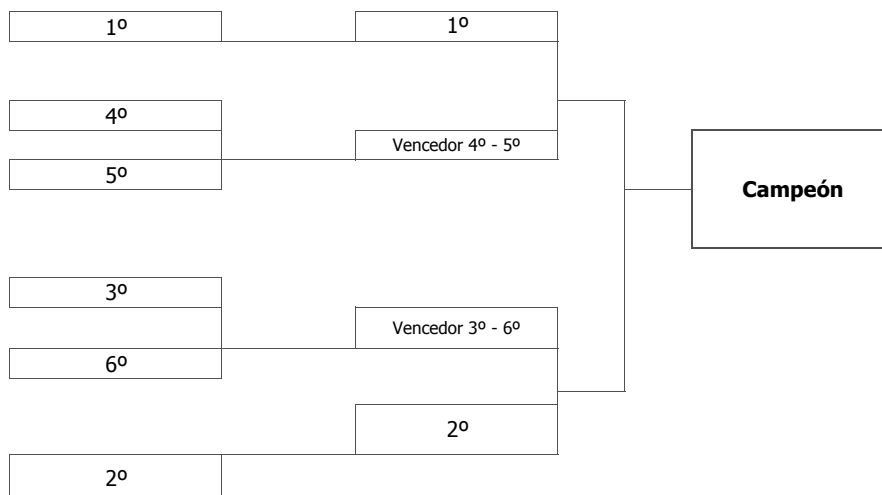 1º
4º
5º
3º
6º
2º
1º
Vencedor 4º - 5º
Vencedor 3º - 6º
2º
Campeón